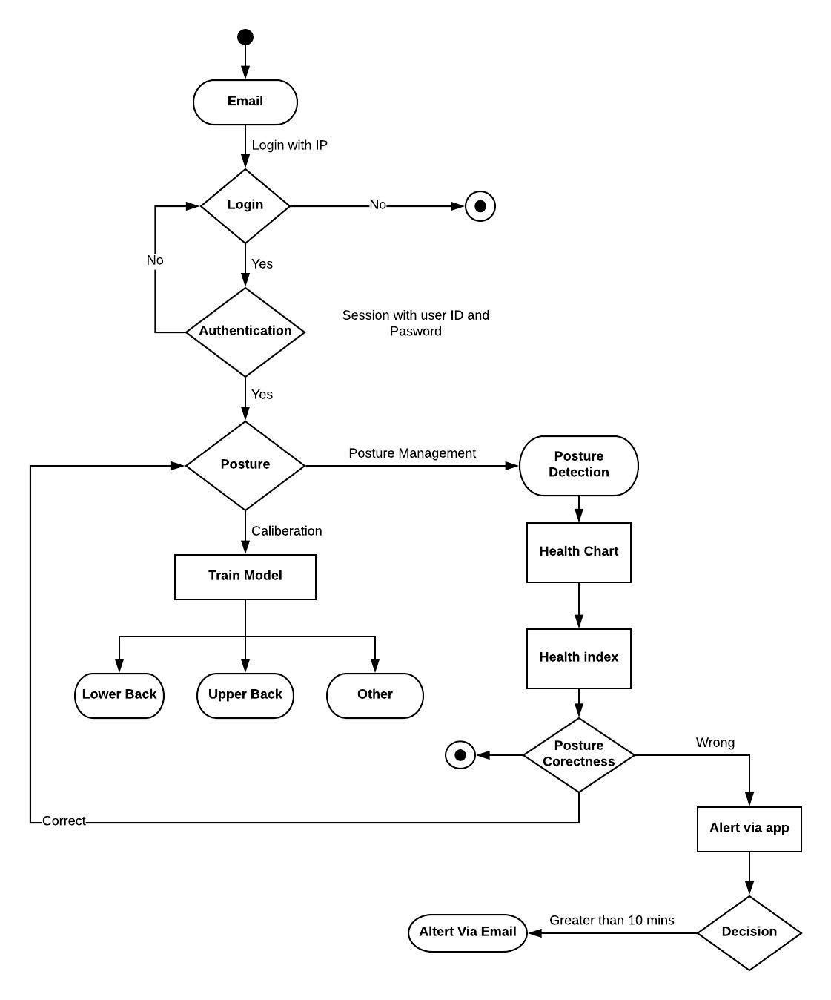 Email
Login with IP
Login
No
No
Yes
Authentication
Session with user ID and
Pasword
Yes
Posture
Posture Management
Posture
Detection
Caliberation
Train Model
Health Chart
Health index
Lower Back
Upper Back
Other
Posture
Corectness
Wrong
Correct
Alert via app
Greater than 10 mins
Altert Via Email
Decision